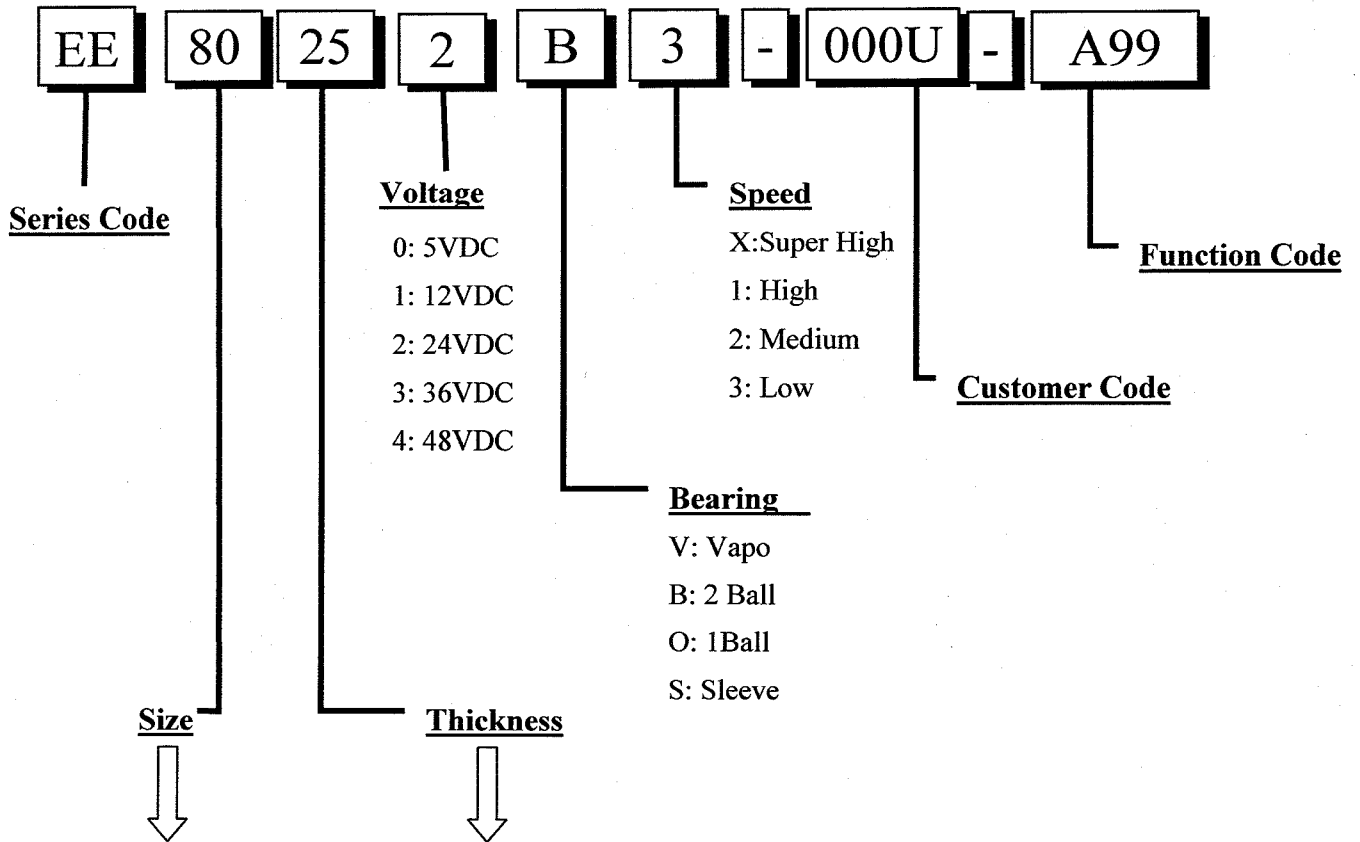 EE 80 25 2 B 3 - 000U - A99
Series Code
Voltage
0: 5VDC
1: 12VDC
2: 24VDC
3: 36VDC
4: 48VDC
Speed
X:Super High
1: High
2: Medium
3: Low
Function Code
Customer Code
Bearing
V: Vapo
B: 2 Ball
O: 1Ball
S: Sleeve
Size
Thickness